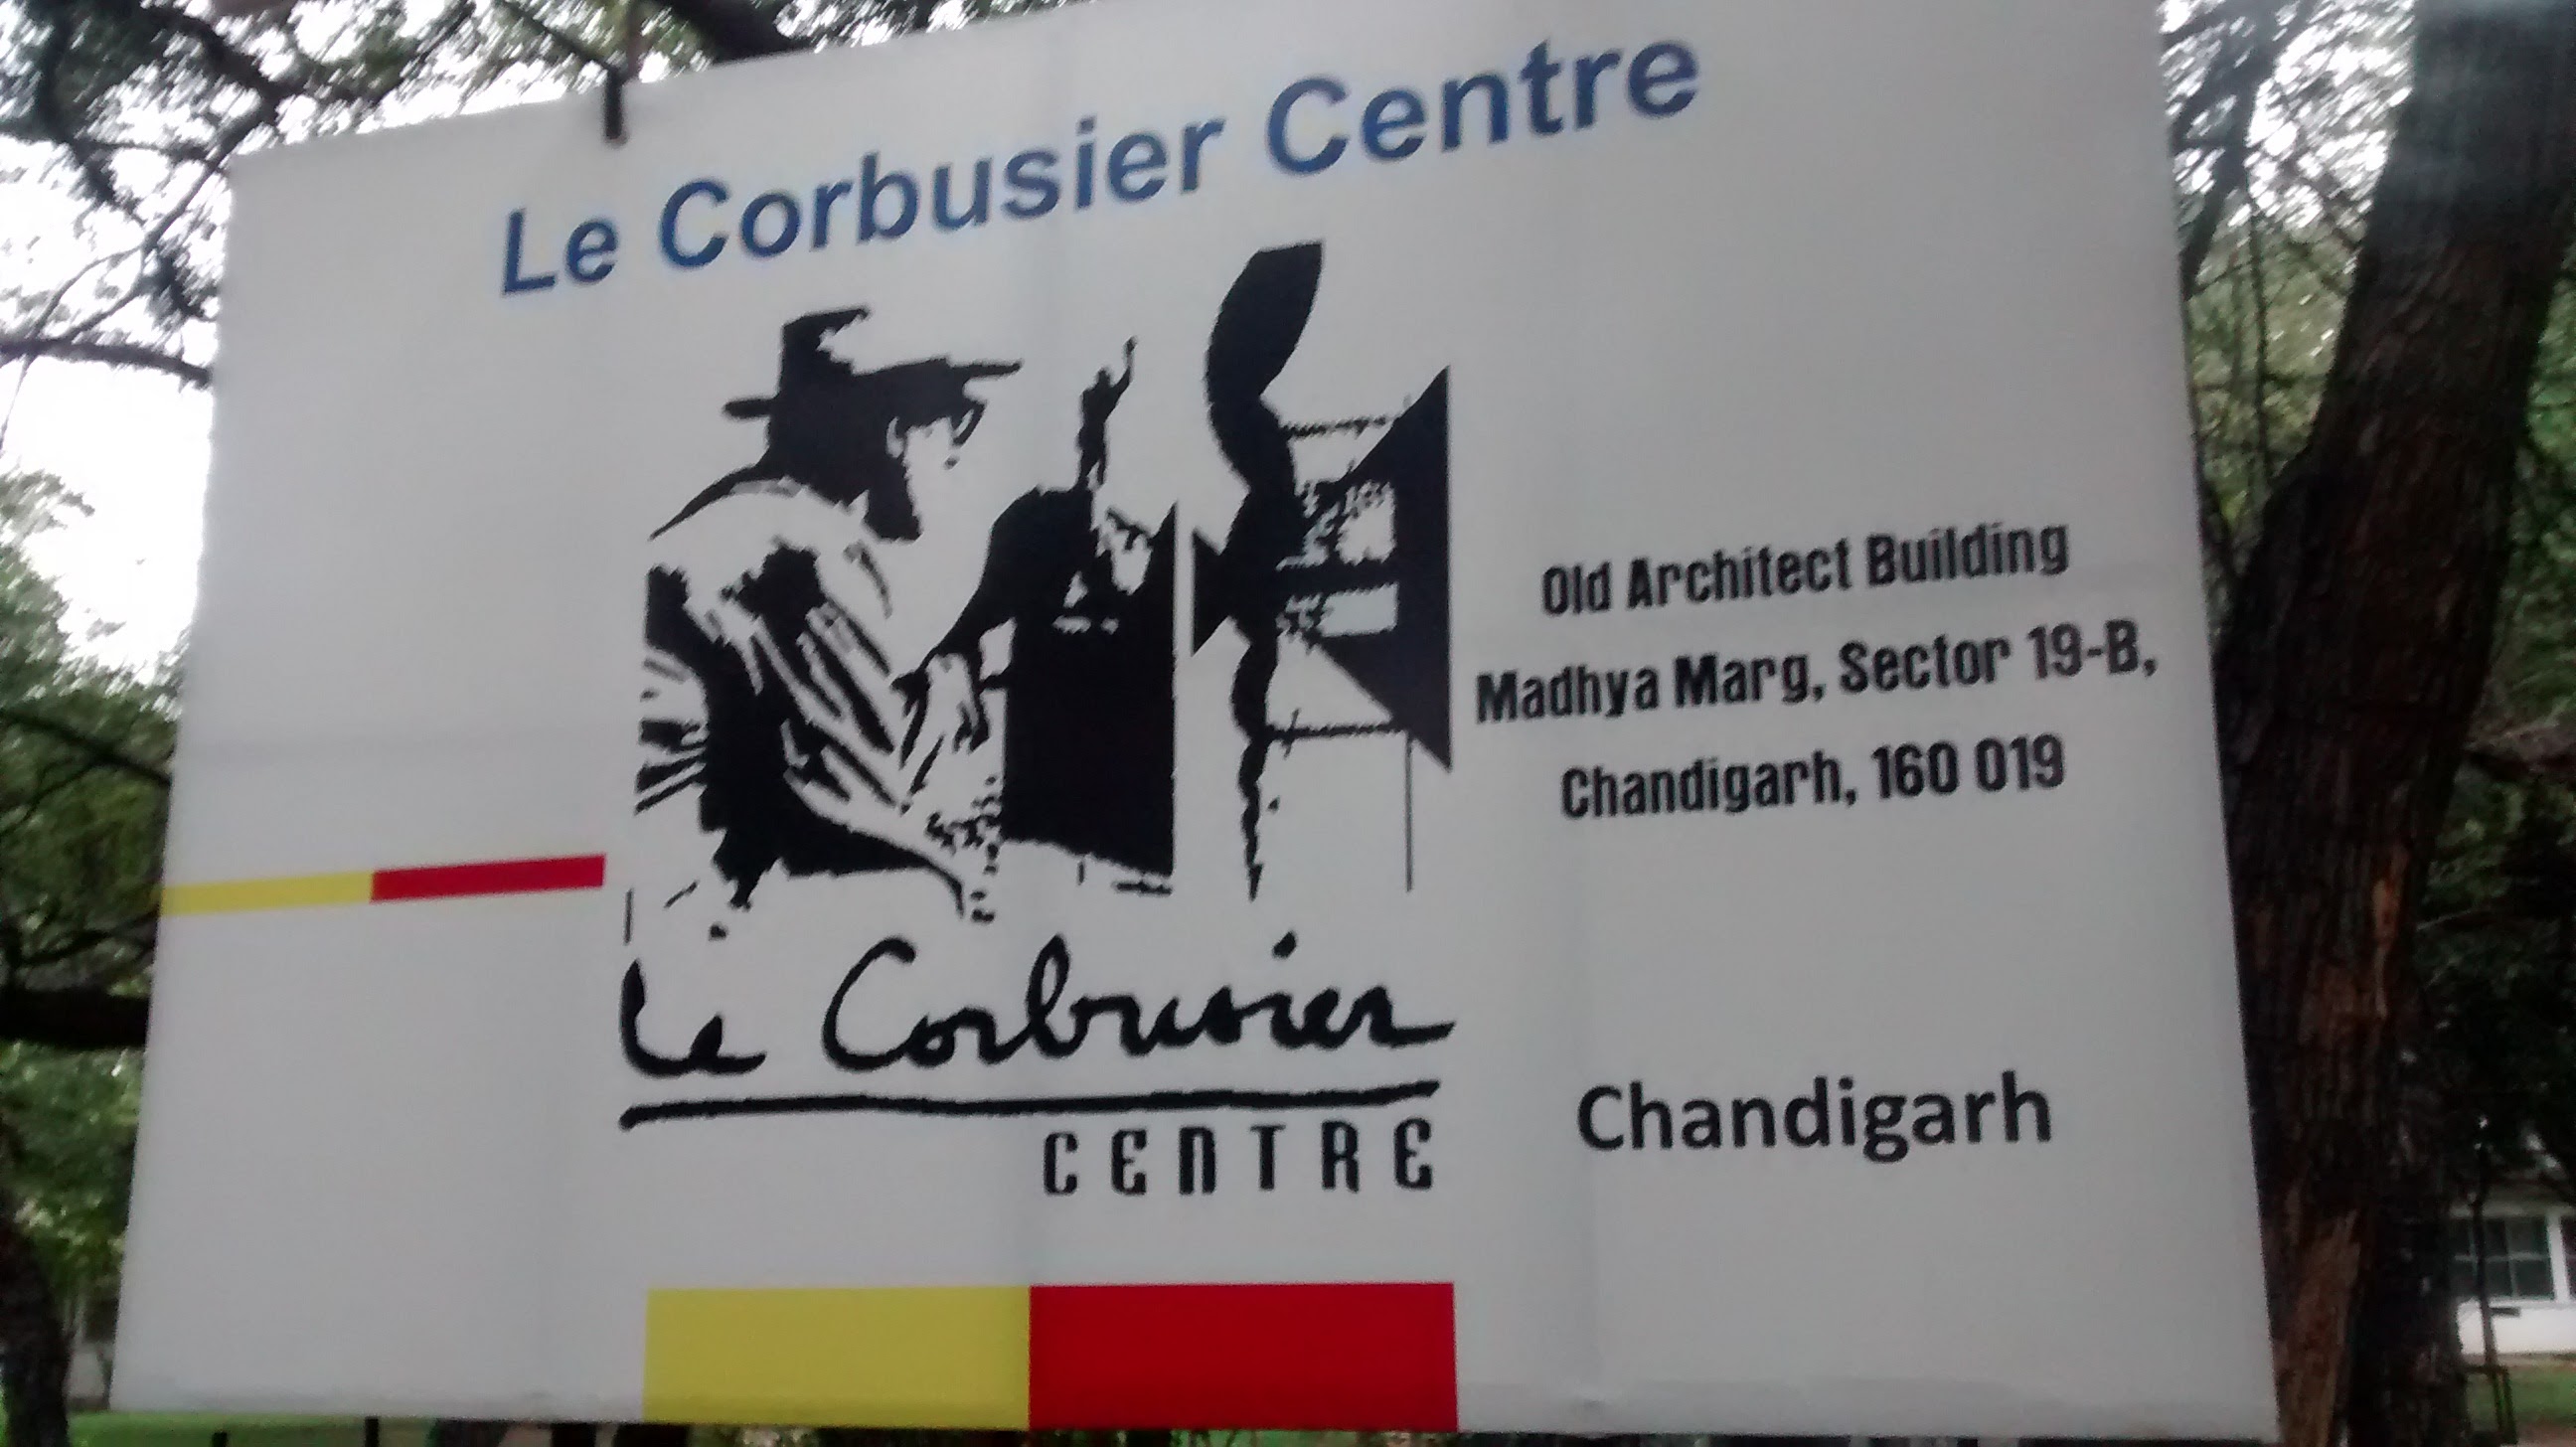 Le Corbusier Centre
Old Architect Building
Madhya Marg, Sector 19-B,
Chandigarh, 160 019
Le Corbusier
CENTRE
Chandigarh